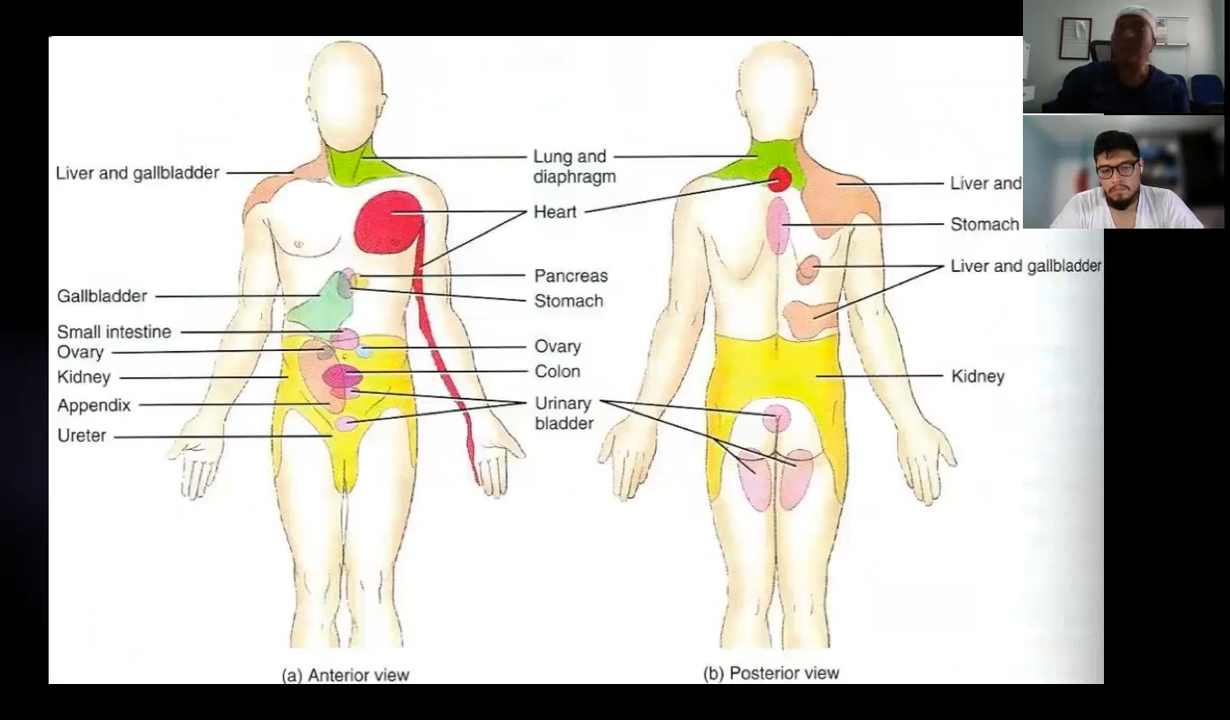 Liver and gallbladder
Gallbladder
Small intestine
Ovary
Kidney
Appendix
Ureter
Lung and
diaphragm
Heart
Pancreas
Stomach
Ovary
Colon
Urinary
bladder
Liver and
Stomach
Liver and gallbladder
Kidney
(a) Anterior view
(b) Posterior view